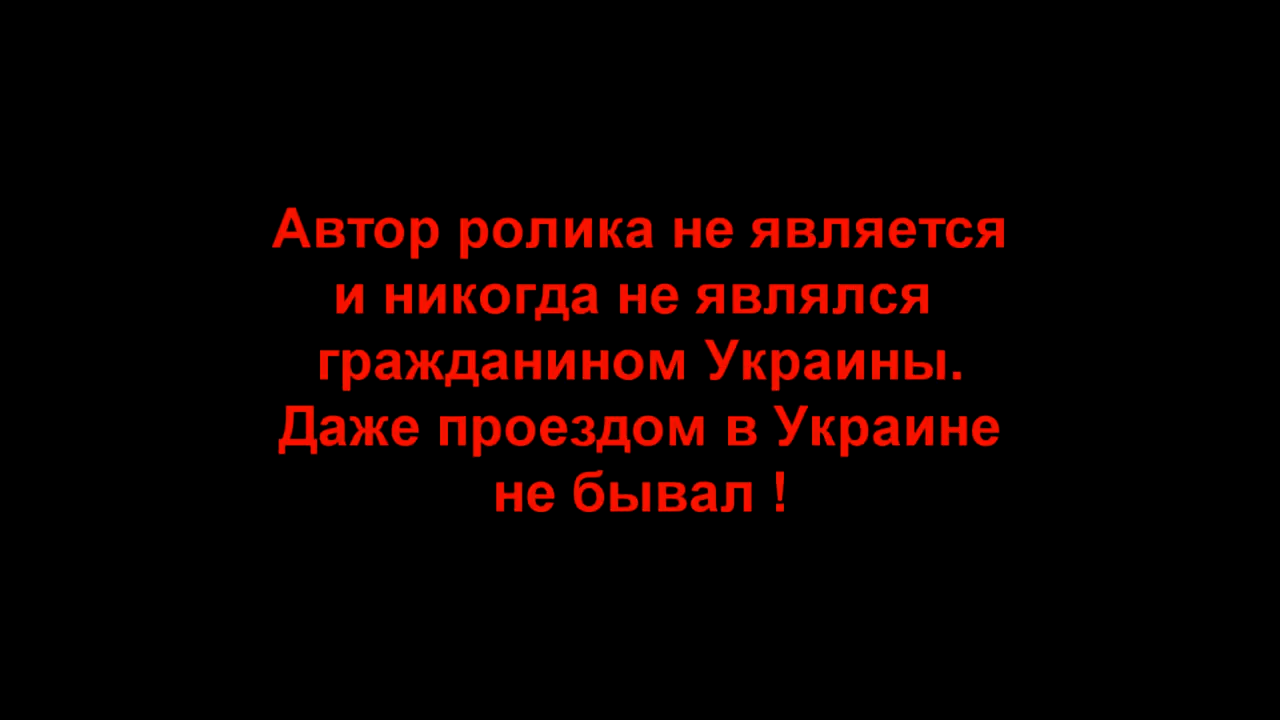 Автор ролика не является
и никогда не являлся
гражданином Украины.
Даже проездом в Украине
не бывал !